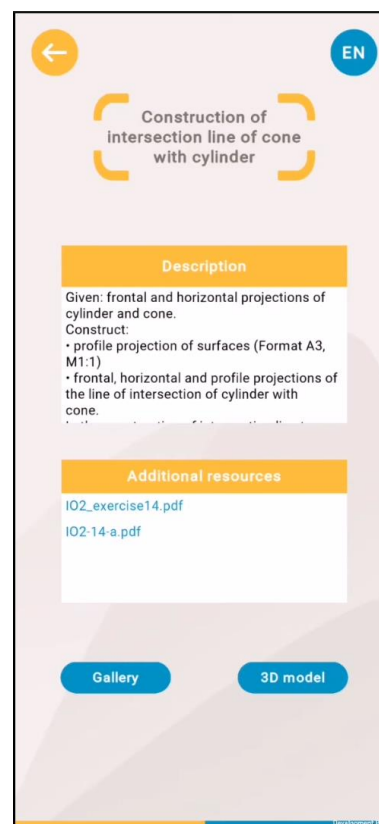 EN
Construction of
intersection line of cone
with cylinder
Description
Given: frontal and horizontal projections of
cylinder and cone.
Construct:
• profile projection of surfaces (Format A3,
M1:1)
• frontal, horizontal and profile projections of
the line of intersection of cylinder with
cone.
Additional resources
IO2_exercise14.pdf
IO2-14-a.pdf
Gallery
3D model